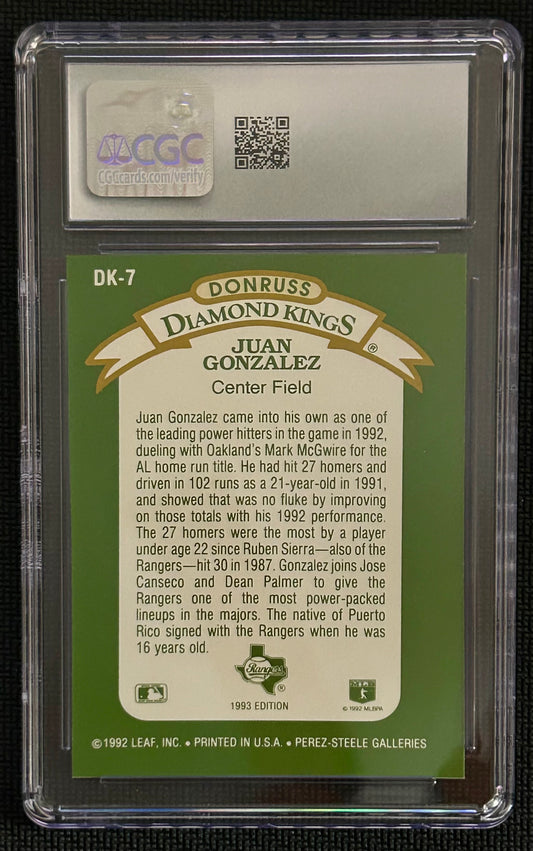 CGC
CGCcards.com/verify
DK-7
DONRUSS
DIAMOND KINGS
®
JUAN
GONZALEZ
Center Field
Juan Gonzalez came into his own as one of
the leading power hitters in the game in 1992,
dueling with Oakland's Mark McGwire for the
AL home run title. He had hit 27 homers and
driven in 102 runs as a 21-year-old in 1991,
and showed that was no fluke by improving
on those totals with his 1992 performance.
The 27 homers were the most by a player
under age 22 since Ruben Sierra—also of the
Rangers—hit 30 in 1987. Gonzalez joins Jose
Canseco and Dean Palmer to give the
Rangers one of the most power-packed
lineups in the majors. The native of Puerto
Rico signed with the Rangers when he was
16 years old.
Rangers
®
1993 EDITION
© 1992 MLBPA
©1992 LEAF, INC. • PRINTED IN U.S.A. • PEREZ-STEELE GALLERIES